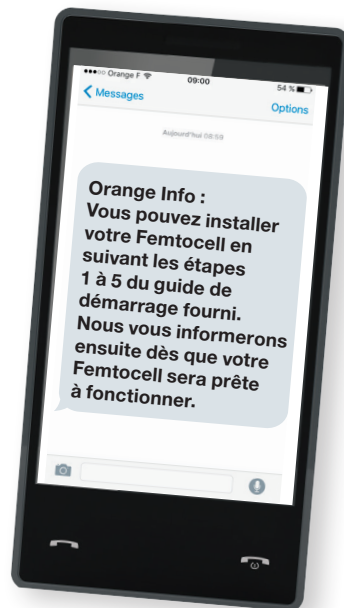 Orange F 09:00 54 %
Messages Options
Aujourd'hui 08:59
Orange Info :
Vous pouvez installer
votre Femtocell en
suivant les étapes
1 à 5 du guide de
démarrage fourni.
Nous vous informerons
ensuite dès que votre
Femtocell sera prête
à fonctionner.